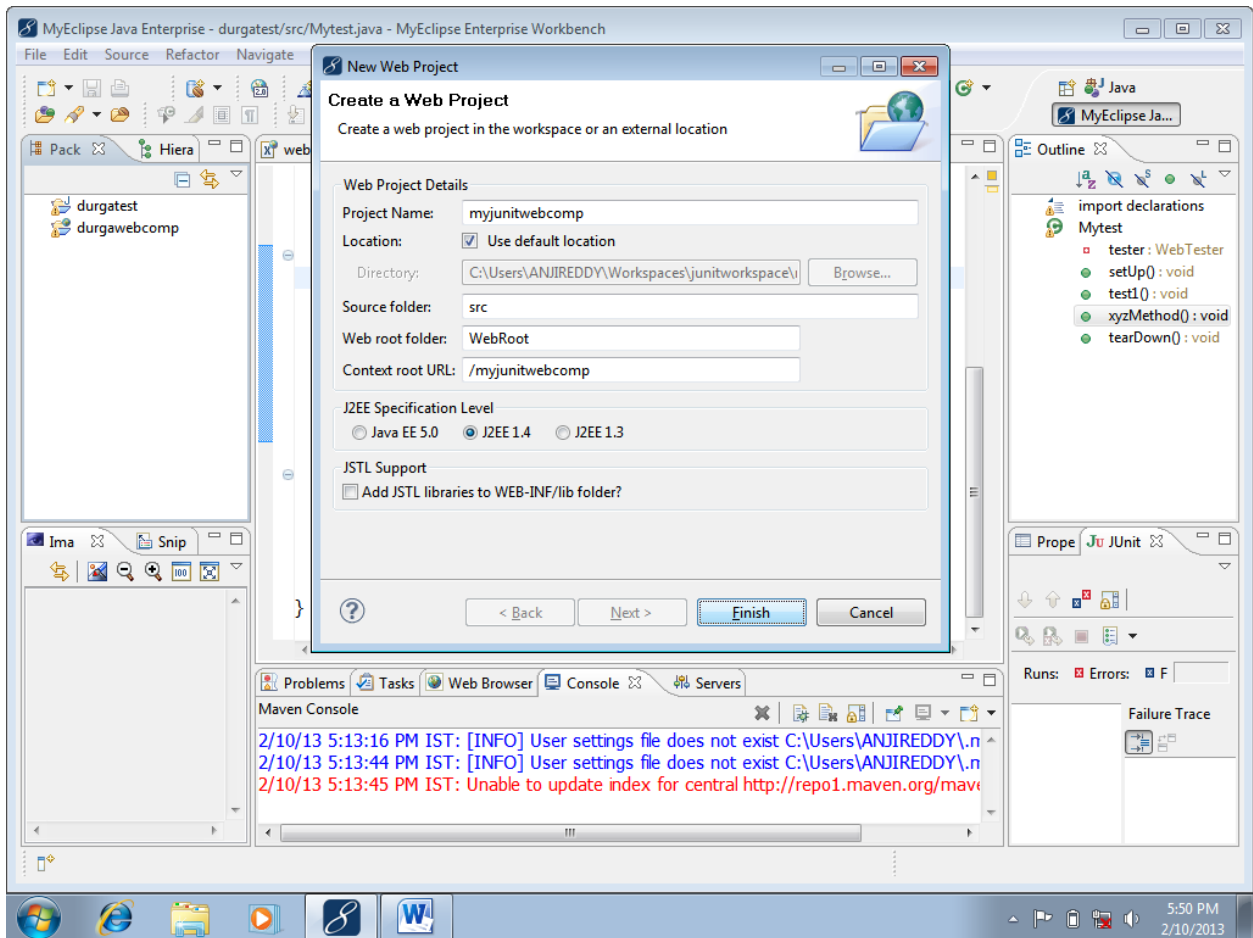 MyEclipse Java Enterprise - durgatest/src/Mytest.java - MyEclipse Enterprise Workbench
File Edit Source Refactor Navigate
New Web Project
Create a Web Project
Create a web project in the workspace or an external location
Java
MyEclipse Ja...
Pack
Hiera
web
Outline
durgatest
durgawebcomp
Web Project Details
Project Name: myjunitwebcomp
Location: Use default location
Directory: C:\Users\ANJIREDDY\Workspaces\junitworkspace\
Browse...
Source folder: src
Web root folder: WebRoot
Context root URL: /myjunitwebcomp
J2EE Specification Level
Java EE 5.0 J2EE 1.4 J2EE 1.3
JSTL Support
Add JSTL libraries to WEB-INF/lib folder?
< Back Next > Finish Cancel
}
import declarations
Mytest
tester : WebTester
setUp() : void
test1() : void
xyzMethod() : void
tearDown() : void
Ima
Snip
Prope
JU JUnit
Runs: Errors: F
Failure Trace
Problems Tasks Web Browser Console Servers
Maven Console
2/10/13 5:13:16 PM IST: [INFO] User settings file does not exist C:\Users\ANJIREDDY\.m
2/10/13 5:13:44 PM IST: [INFO] User settings file does not exist C:\Users\ANJIREDDY\.m
2/10/13 5:13:45 PM IST: Unable to update index for central http://repo1.maven.org/mave
5:50 PM
2/10/2013